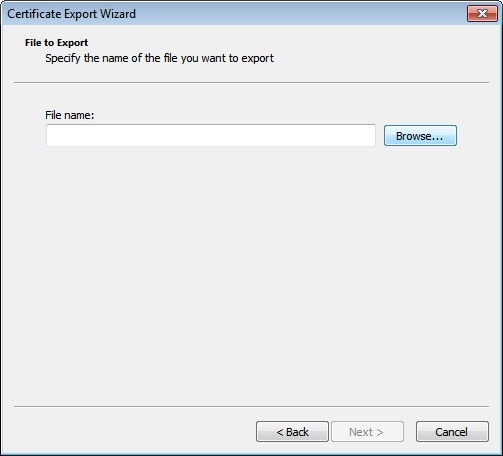 Certificate Export Wizard
File to Export
Specify the name of the file you want to export
File name:
Browse...
< Back
Next >
Cancel